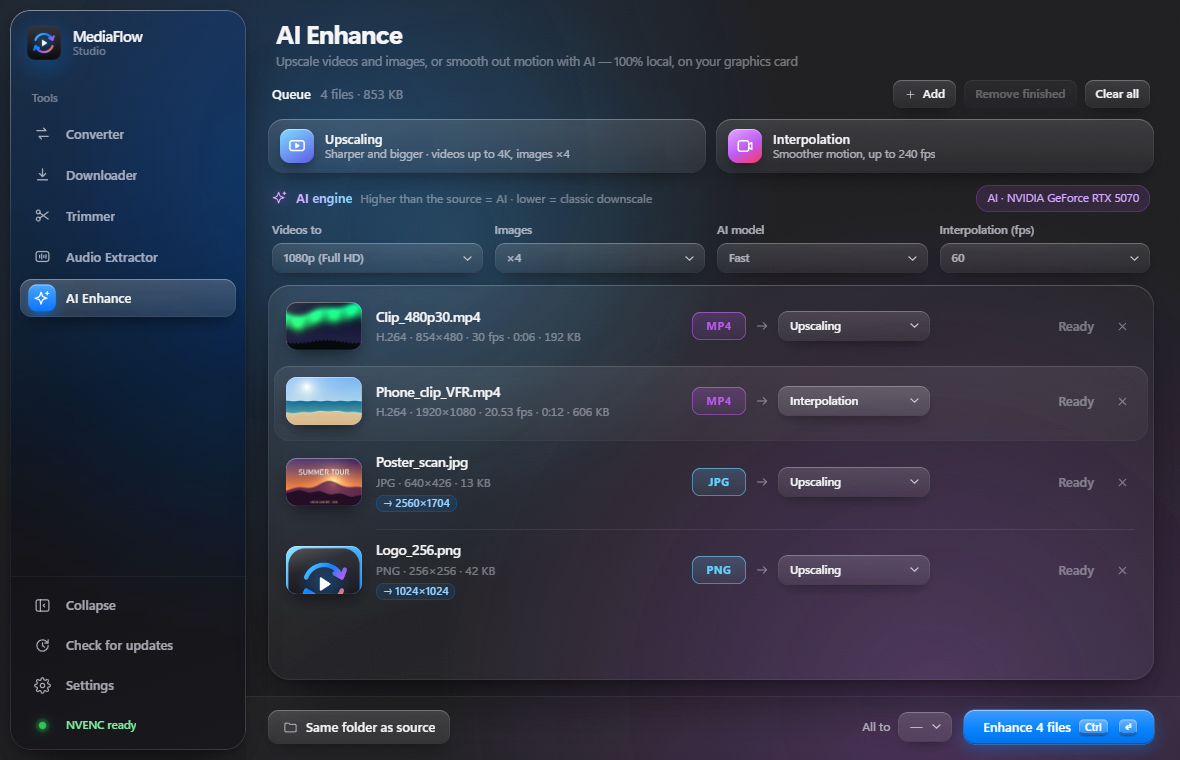 MediaFlow
Studio
Tools
Converter
Downloader
Trimmer
Audio Extractor
AI Enhance
Collapse
Check for updates
Settings
NVENC ready
AI Enhance
Upscale videos and images, or smooth out motion with AI — 100% local, on your graphics card
Queue 4 files · 853 KB
+ Add
Remove finished
Clear all
Upscaling
Sharper and bigger · videos up to 4K, images ×4
Interpolation
Smoother motion, up to 240 fps
AI engine Higher than the source = AI · lower = classic downscale
AI · NVIDIA GeForce RTX 5070
Videos to
Images
AI model
Interpolation (fps)
1080p (Full HD)
×4
Fast
60
Clip_480p30.mp4
H.264 · 854×480 · 30 fps · 0:06 · 192 KB
MP4 → Upscaling
Ready ×
Phone_clip_VFR.mp4
H.264 · 1920×1080 · 20.53 fps · 0:12 · 606 KB
MP4 → Interpolation
Ready ×
SUMMER TOUR
Poster_scan.jpg
JPG · 640×426 · 13 KB
→ 2560×1704
JPG → Upscaling
Ready ×
Logo_256.png
PNG · 256×256 · 42 KB
→ 1024×1024
PNG → Upscaling
Ready ×
Same folder as source
All to —
Enhance 4 files Ctrl ⏎